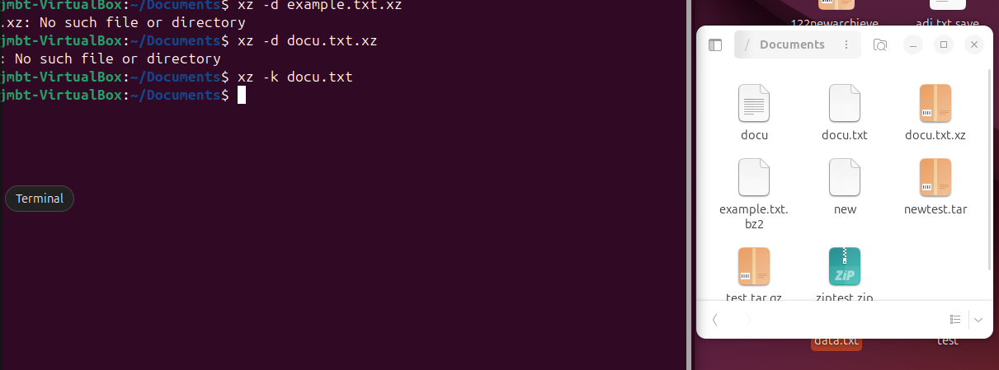 jmbt-VirtualBox:~/Documents$ xz -d example.txt.xz
.xz: No such file or directory
jmbt-VirtualBox:~/Documents$ xz -d docu.txt.xz
: No such file or directory
jmbt-VirtualBox:~/Documents$ xz -k docu.txt
jmbt-VirtualBox:~/Documents$
Terminal
122newarchieve
adi.txt.save
/ Documents
docu
docu.txt
docu.txt.xz
example.txt.
bz2
new
newtest.tar
test.tar.gz
ZiP
ziptest.zip
data.txt
test